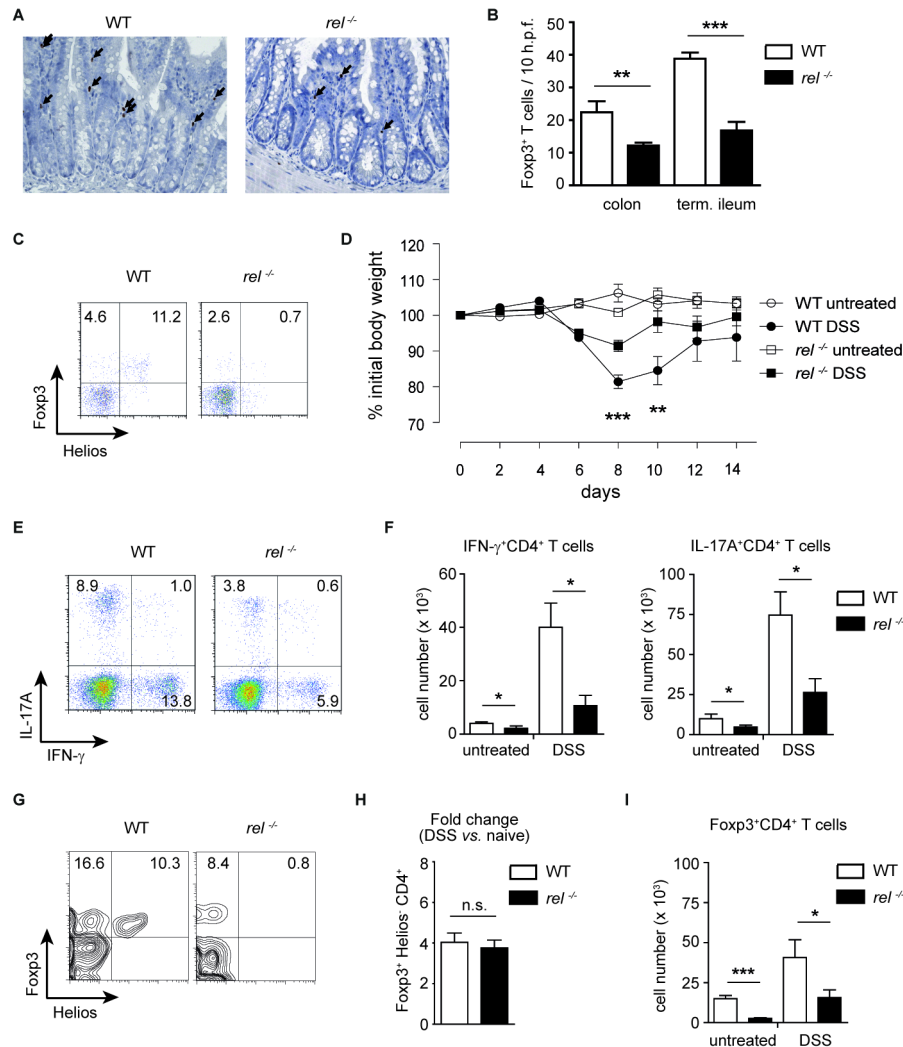 A
WT
rel -/-
B
Foxp3+ T cells / 10 h.p.f.
50
40
30
20
10
0
**
***
colon
term. ileum
WT
rel -/-
C
WT
rel -/-
4.6
11.2
2.6
0.7
Foxp3
Helios
D
% initial body weight
120
110
100
90
80
70
***
**
0
2
4
6
8
10
12
14
days
WT untreated
WT DSS
rel -/- untreated
rel -/- DSS
E
WT
rel -/-
8.9
1.0
13.8
3.8
0.6
5.9
IL-17A
IFN-γ
F
IFN-γ+CD4+ T cells
cell number (x 10³)
60
40
20
0
*
*
untreated
DSS
IL-17A+CD4+ T cells
cell number (x 10³)
100
75
50
25
0
*
*
untreated
DSS
WT
rel -/-
G
WT
rel -/-
16.6
10.3
8.4
0.8
Foxp3
Helios
H
Fold change
(DSS vs. naive)
Foxp3+ Helios- CD4+
8
6
4
2
0
n.s.
WT
rel -/-
I
Foxp3+CD4+ T cells
cell number (x 10³)
100
75
50
25
0
***
*
untreated
DSS
WT
rel -/-